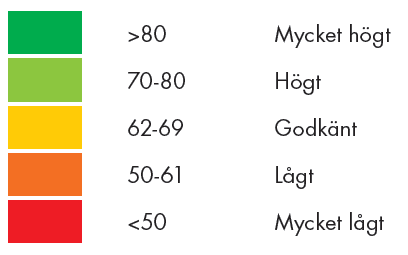 >80 Mycket högt
70-80 Högt
62-69 Godkänt
50-61 Lågt
<50 Mycket lågt